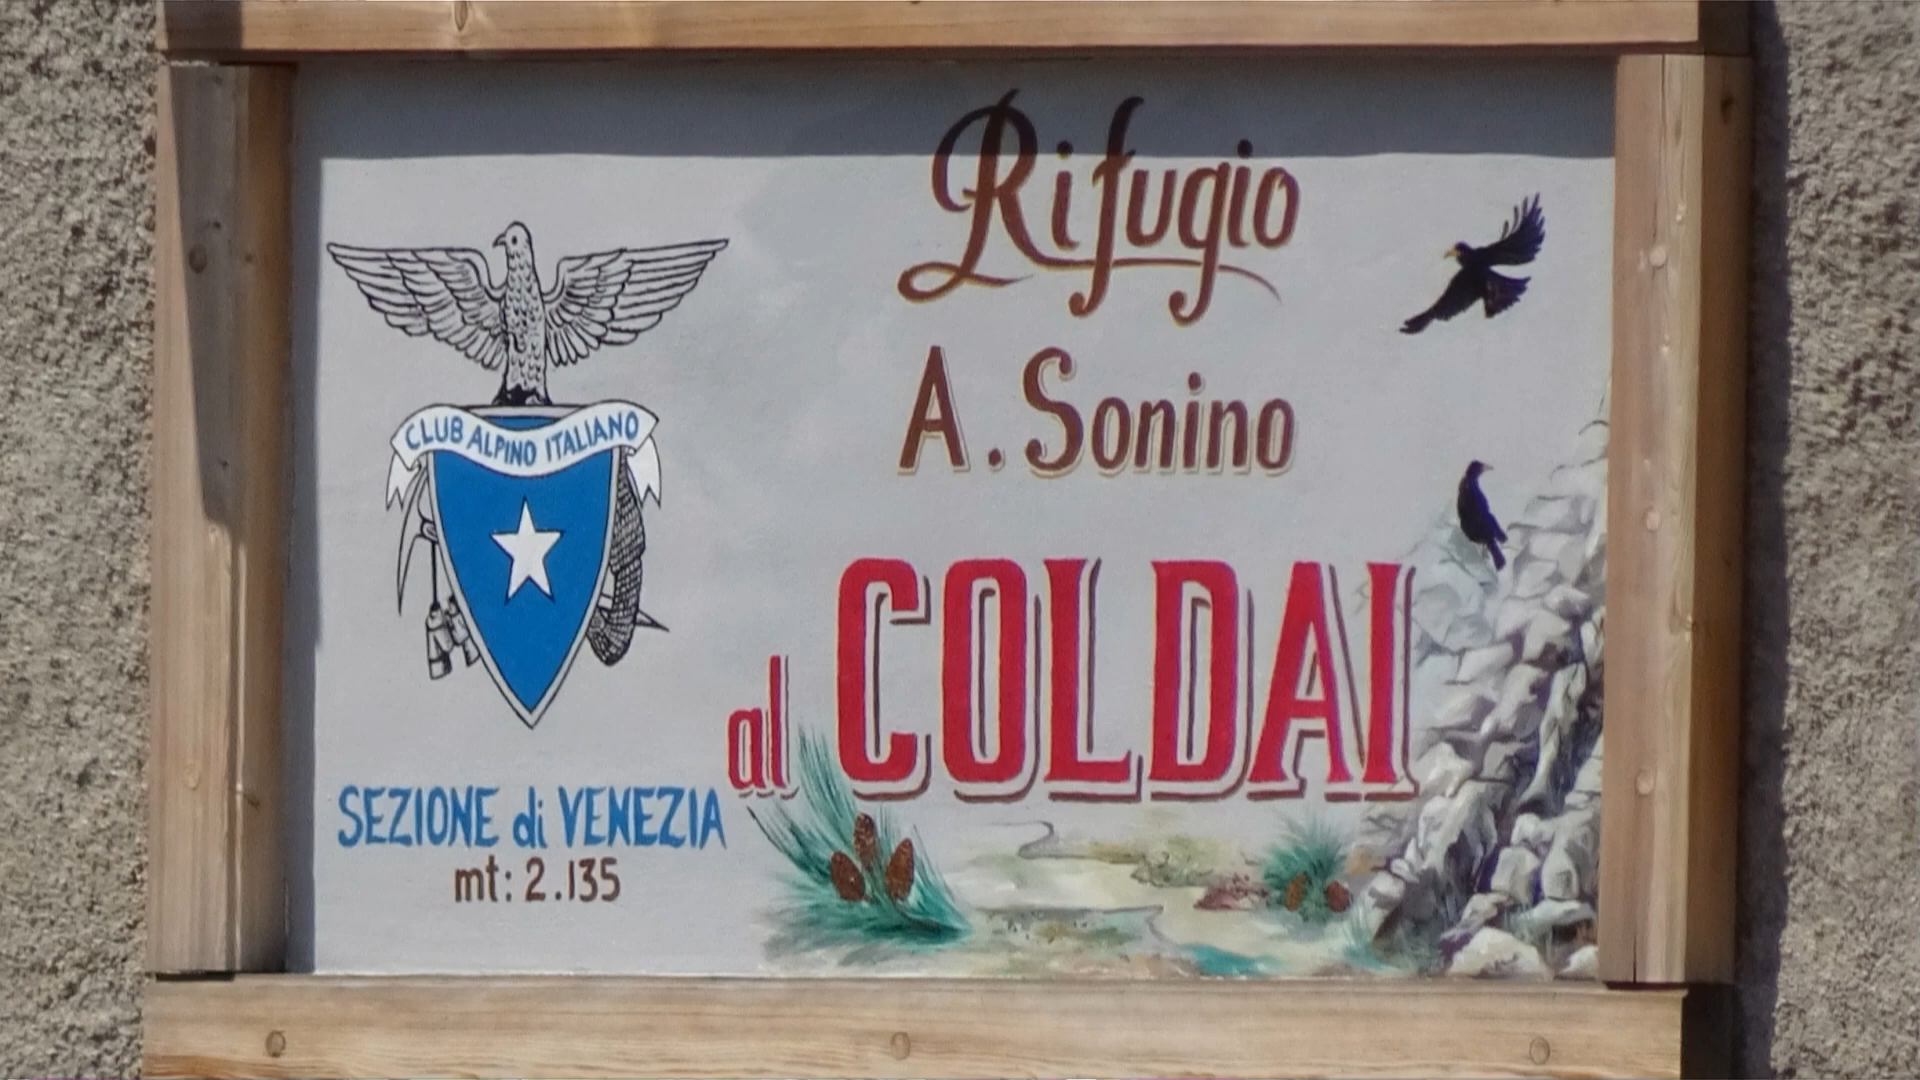 Rifugio
A. Sonino
al COLDAI
CLUB ALPINO ITALIANO
SEZIONE di VENEZIA
mt: 2.135